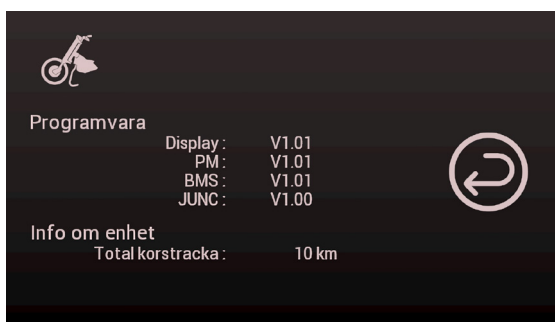 Programvara
Display : V1.01
PM : V1.01
BMS : V1.01
JUNC : V1.00
Info om enhet
Total korstracka : 10 km